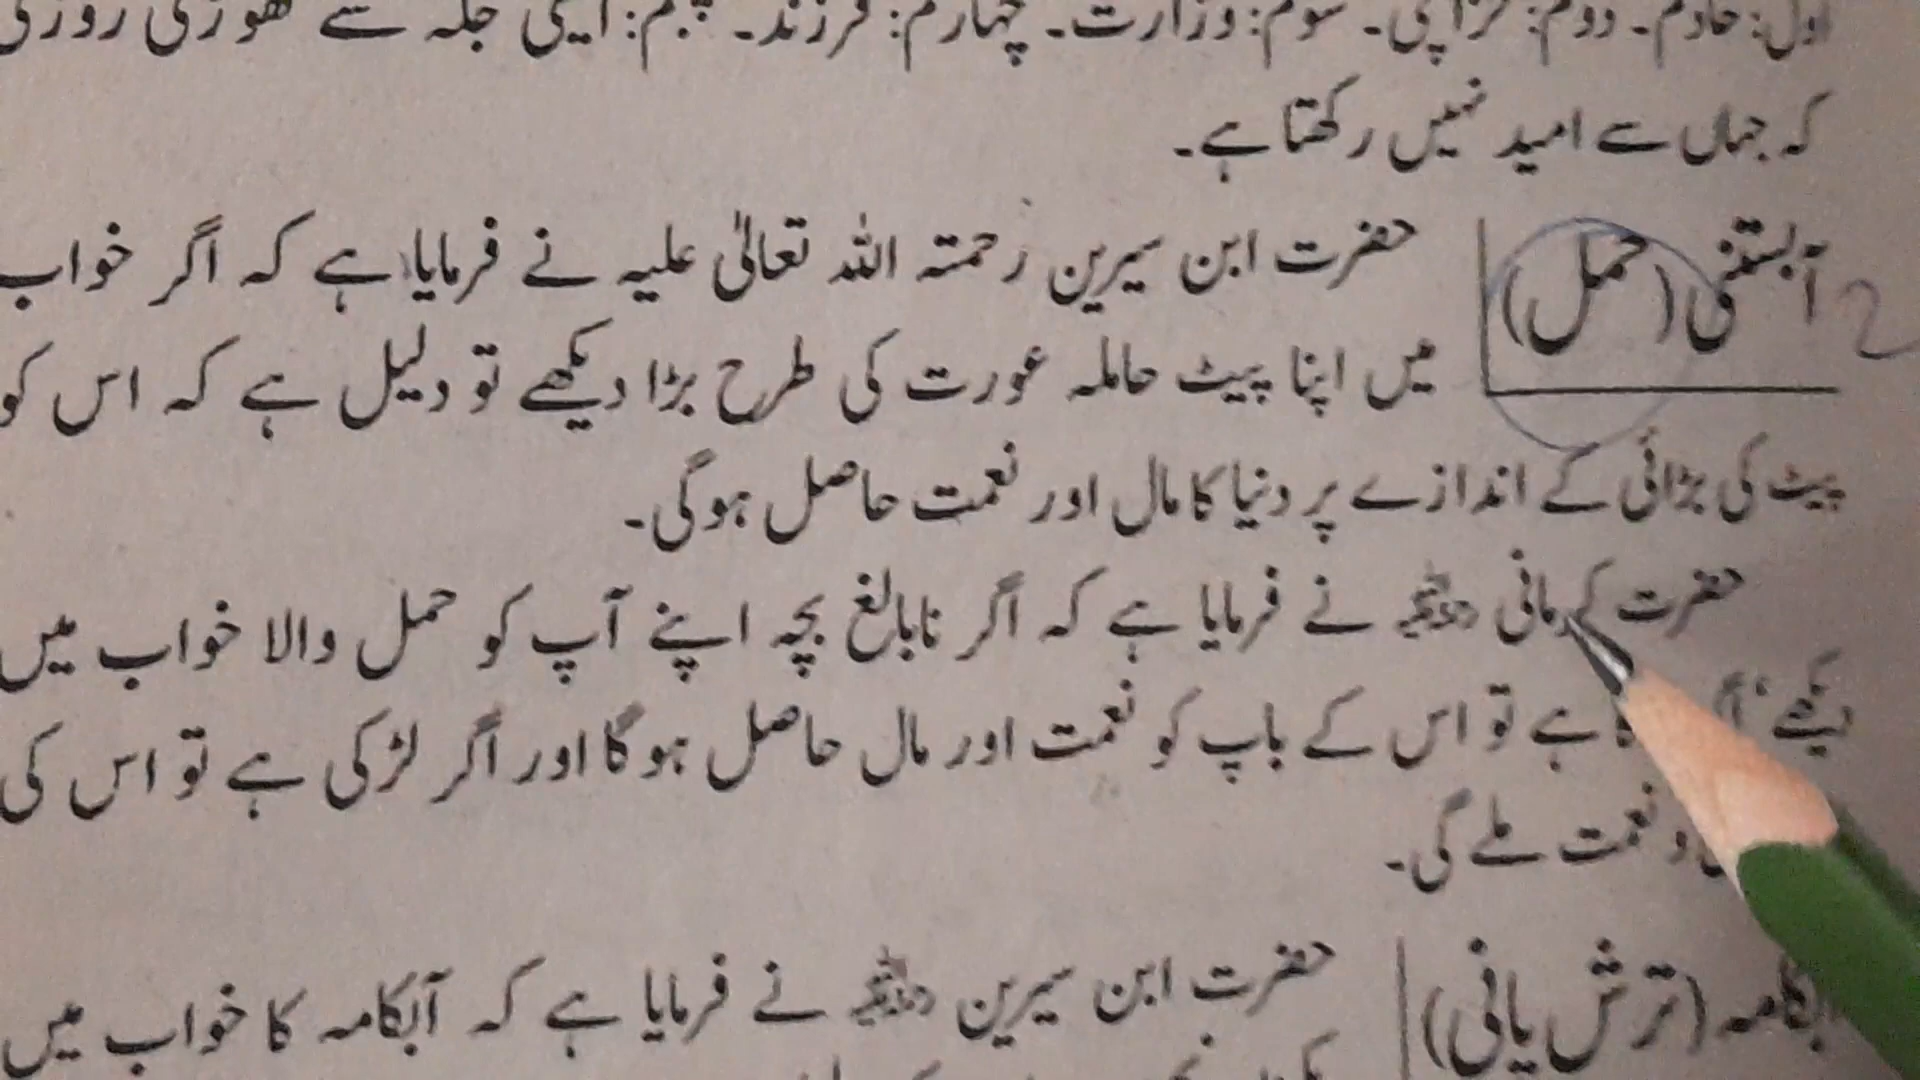 اول: خادم۔ دوم: خزانچی۔ سوم: وزارت۔ چہارم: فرزند۔ پنجم: ایسی جگہ سے تھوڑی روزی
کہ جہاں سے امید نہیں رکھتا ہے۔
آبستنی (حمل)
حضرت ابن سیرین رحمتہ اللہ تعالیٰ علیہ نے فرمایا ہے کہ اگر خواب
میں اپنا پیٹ حاملہ عورت کی طرح بڑا دیکھے تو دلیل ہے کہ اس کو
پیٹ کی بڑائی کے اندازے پر دنیا کا مال اور نعمت حاصل ہوگی۔
حضرت کرمانی نے فرمایا ہے کہ اگر نابالغ بچہ اپنے آپ کو حمل والا خواب میں
دیکھے ہے تو اس کے باپ کو نعمت اور مال حاصل ہوگا اور اگر لڑکی ہے تو اس کی
و نعمت ملے گی۔
آبکامہ (ترش پانی)
حضرت ابن سیرین نے فرمایا ہے کہ آبکامہ کا خواب میں